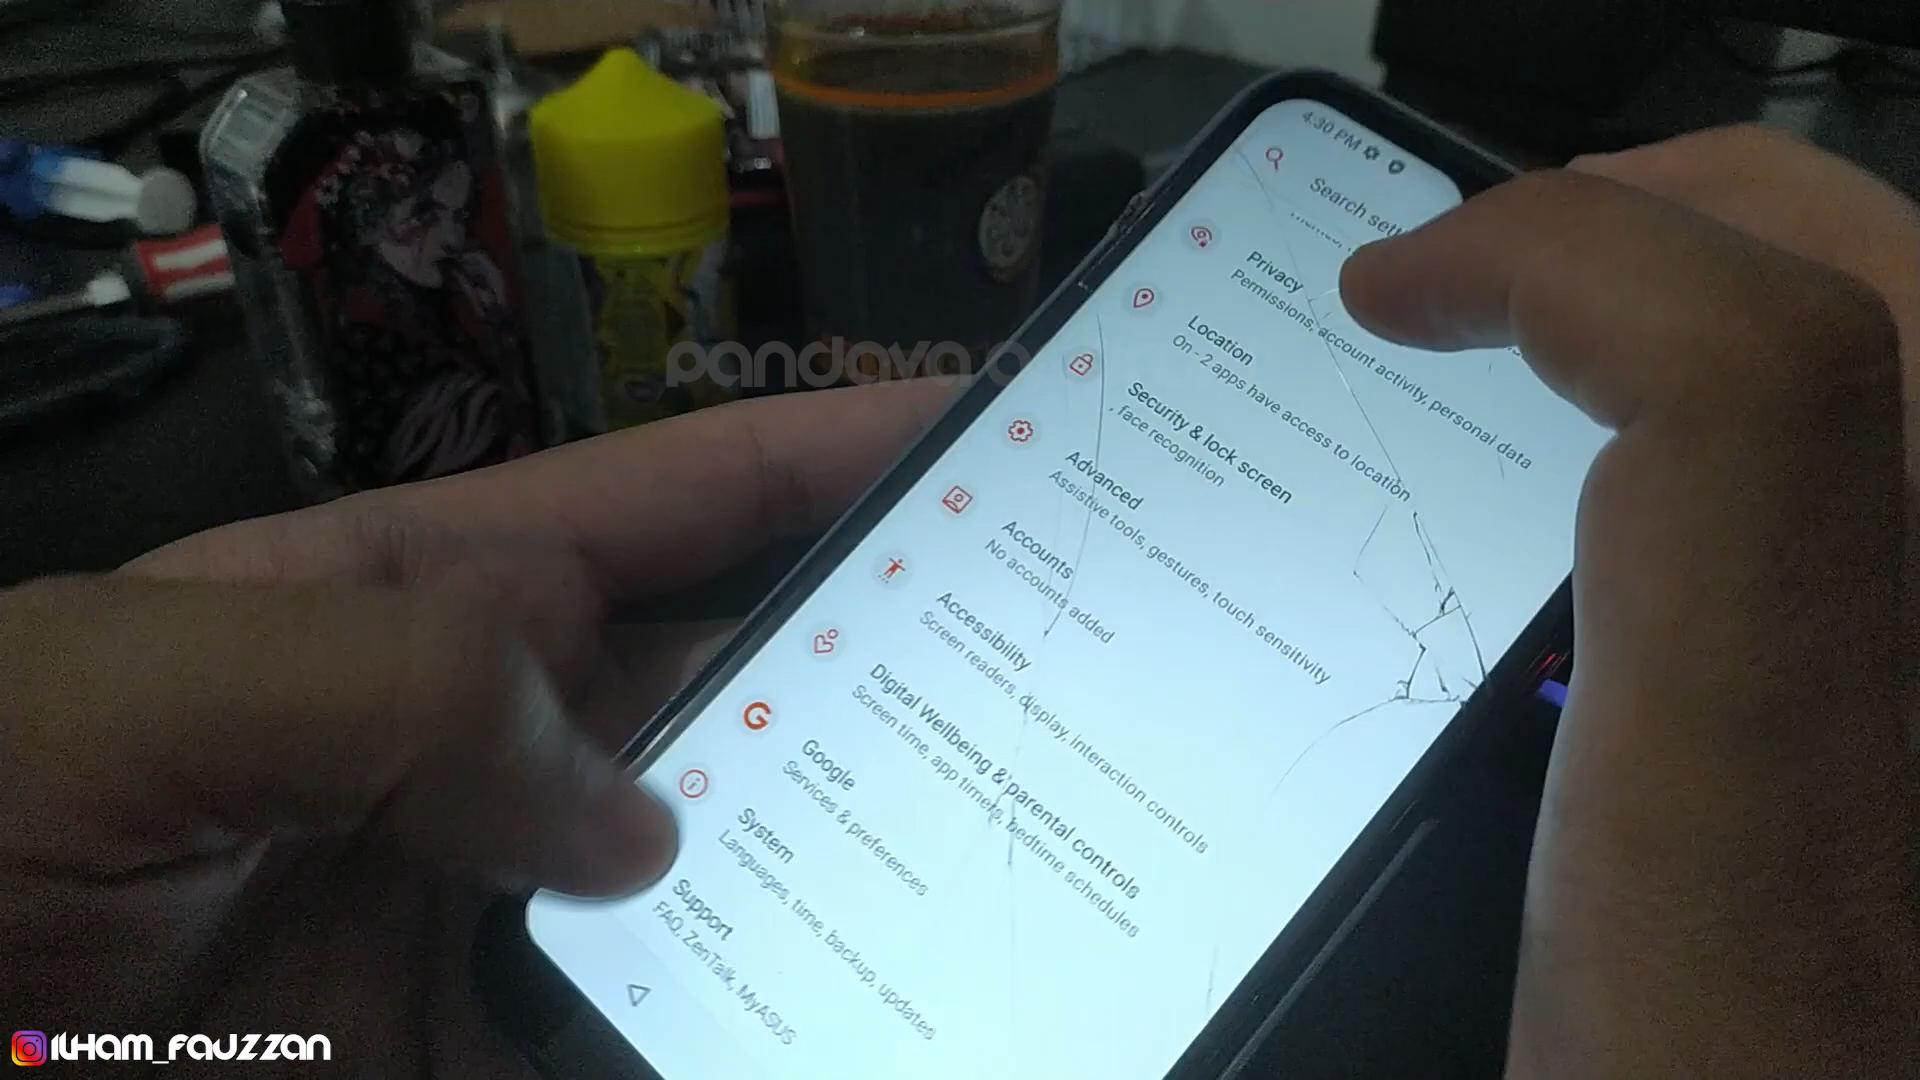 4:30 PM
Search sett
Privacy
Permissions, account activity, personal data
Location
On - 2 apps have access to location
Security & lock screen
, face recognition
Advanced
Assistive tools, gestures, touch sensitivity
Accounts
No accounts added
Accessibility
Screen readers, display, interaction controls
Digital Wellbeing & parental controls
Screen time, app timers, bedtime schedules
Google
Services & preferences
System
Languages, time, backup, updates
Support
FAQ, ZenTalk, MyASUS
pandava
ILHAM_FAUZZAN